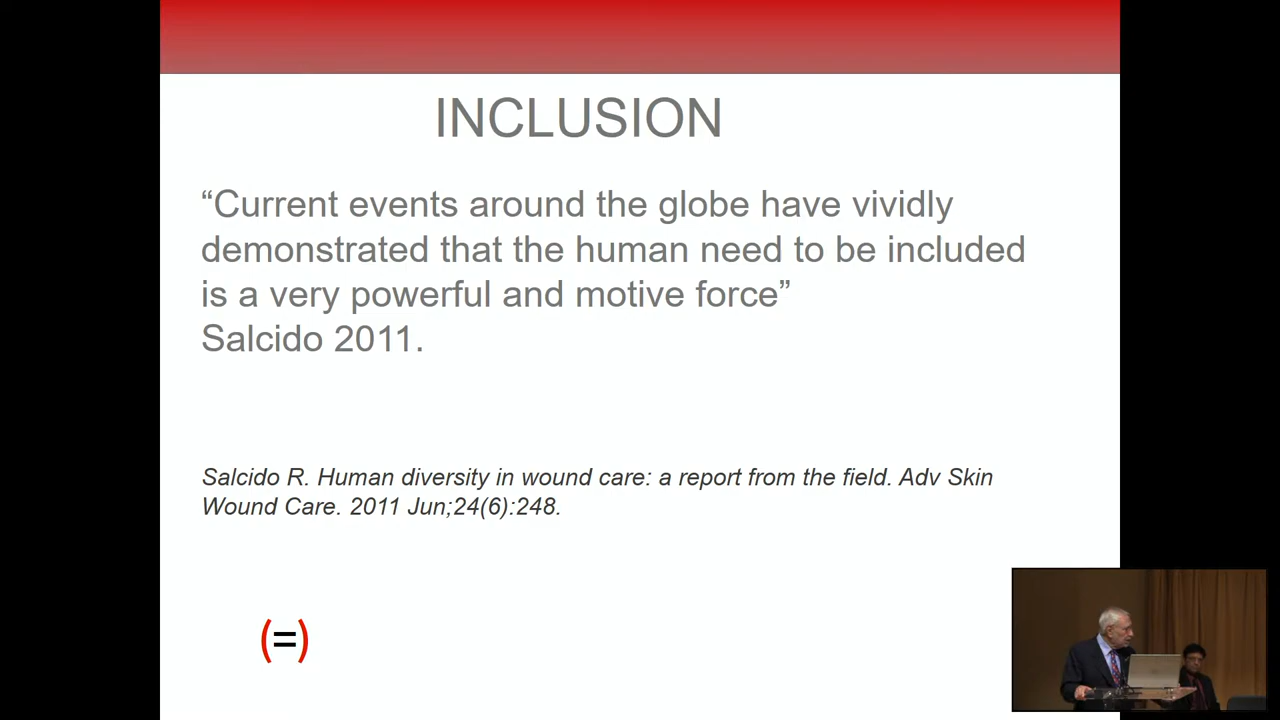 INCLUSION
“Current events around the globe have vividly
demonstrated that the human need to be included
is a very powerful and motive force”
Salcido 2011.
Salcido R. Human diversity in wound care: a report from the field. Adv Skin
Wound Care. 2011 Jun;24(6):248.
(=)